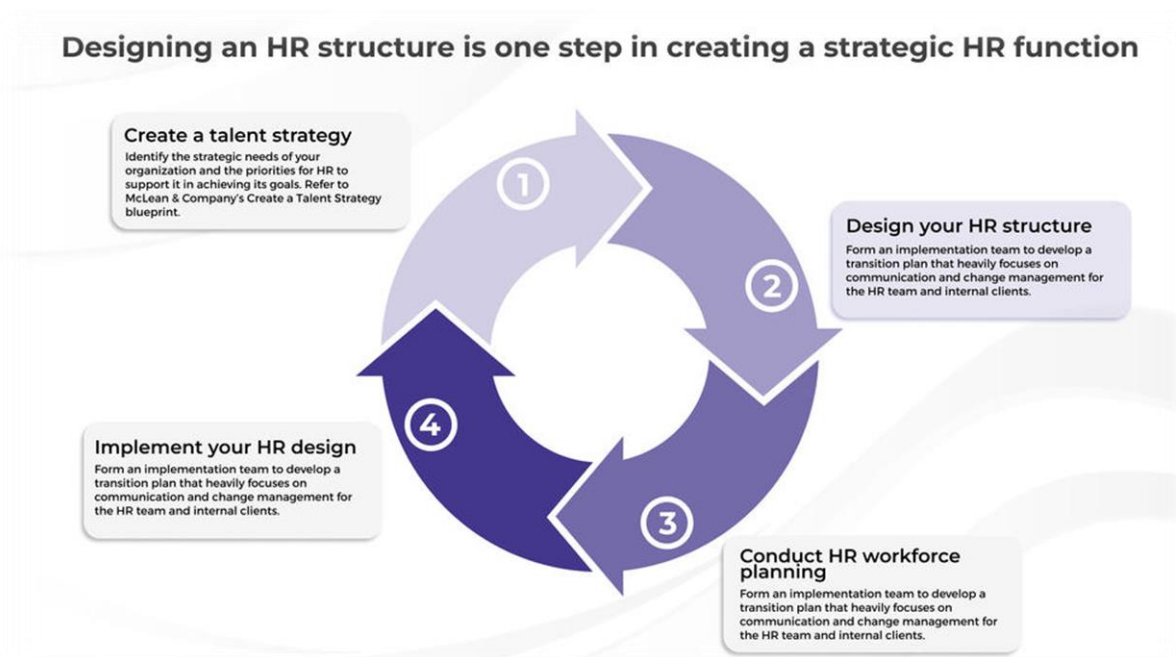 Designing an HR structure is one step in creating a strategic HR function
Create a talent strategy
Identify the strategic needs of your
organization and the priorities for HR to
support it in achieving its goals. Refer to
McLean & Company's Create a Talent Strategy
blueprint.
1
Design your HR structure
Form an implementation team to develop a
transition plan that heavily focuses on
communication and change management for
the HR team and internal clients.
2
Conduct HR workforce
planning
Form an implementation team to develop a
transition plan that heavily focuses on
communication and change management for
the HR team and internal clients.
3
Implement your HR design
Form an implementation team to develop a
transition plan that heavily focuses on
communication and change management for
the HR team and internal clients.
4